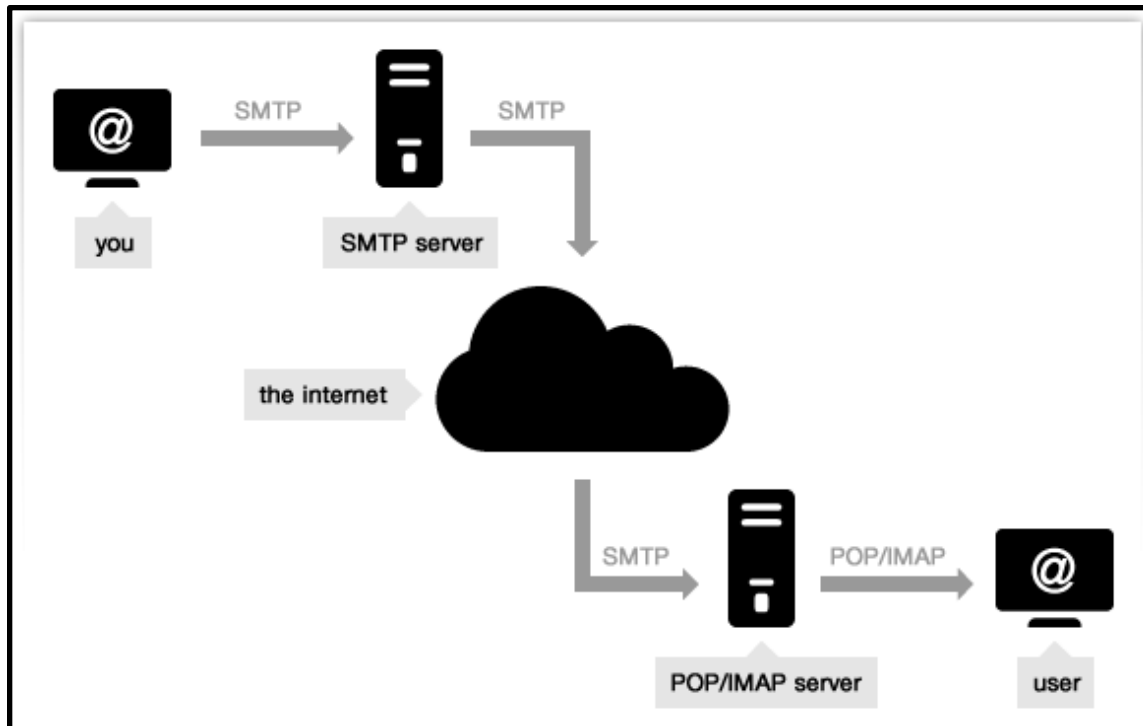 @
SMTP
SMTP
you
SMTP server
the internet
SMTP
POP/IMAP
@
POP/IMAP server
user